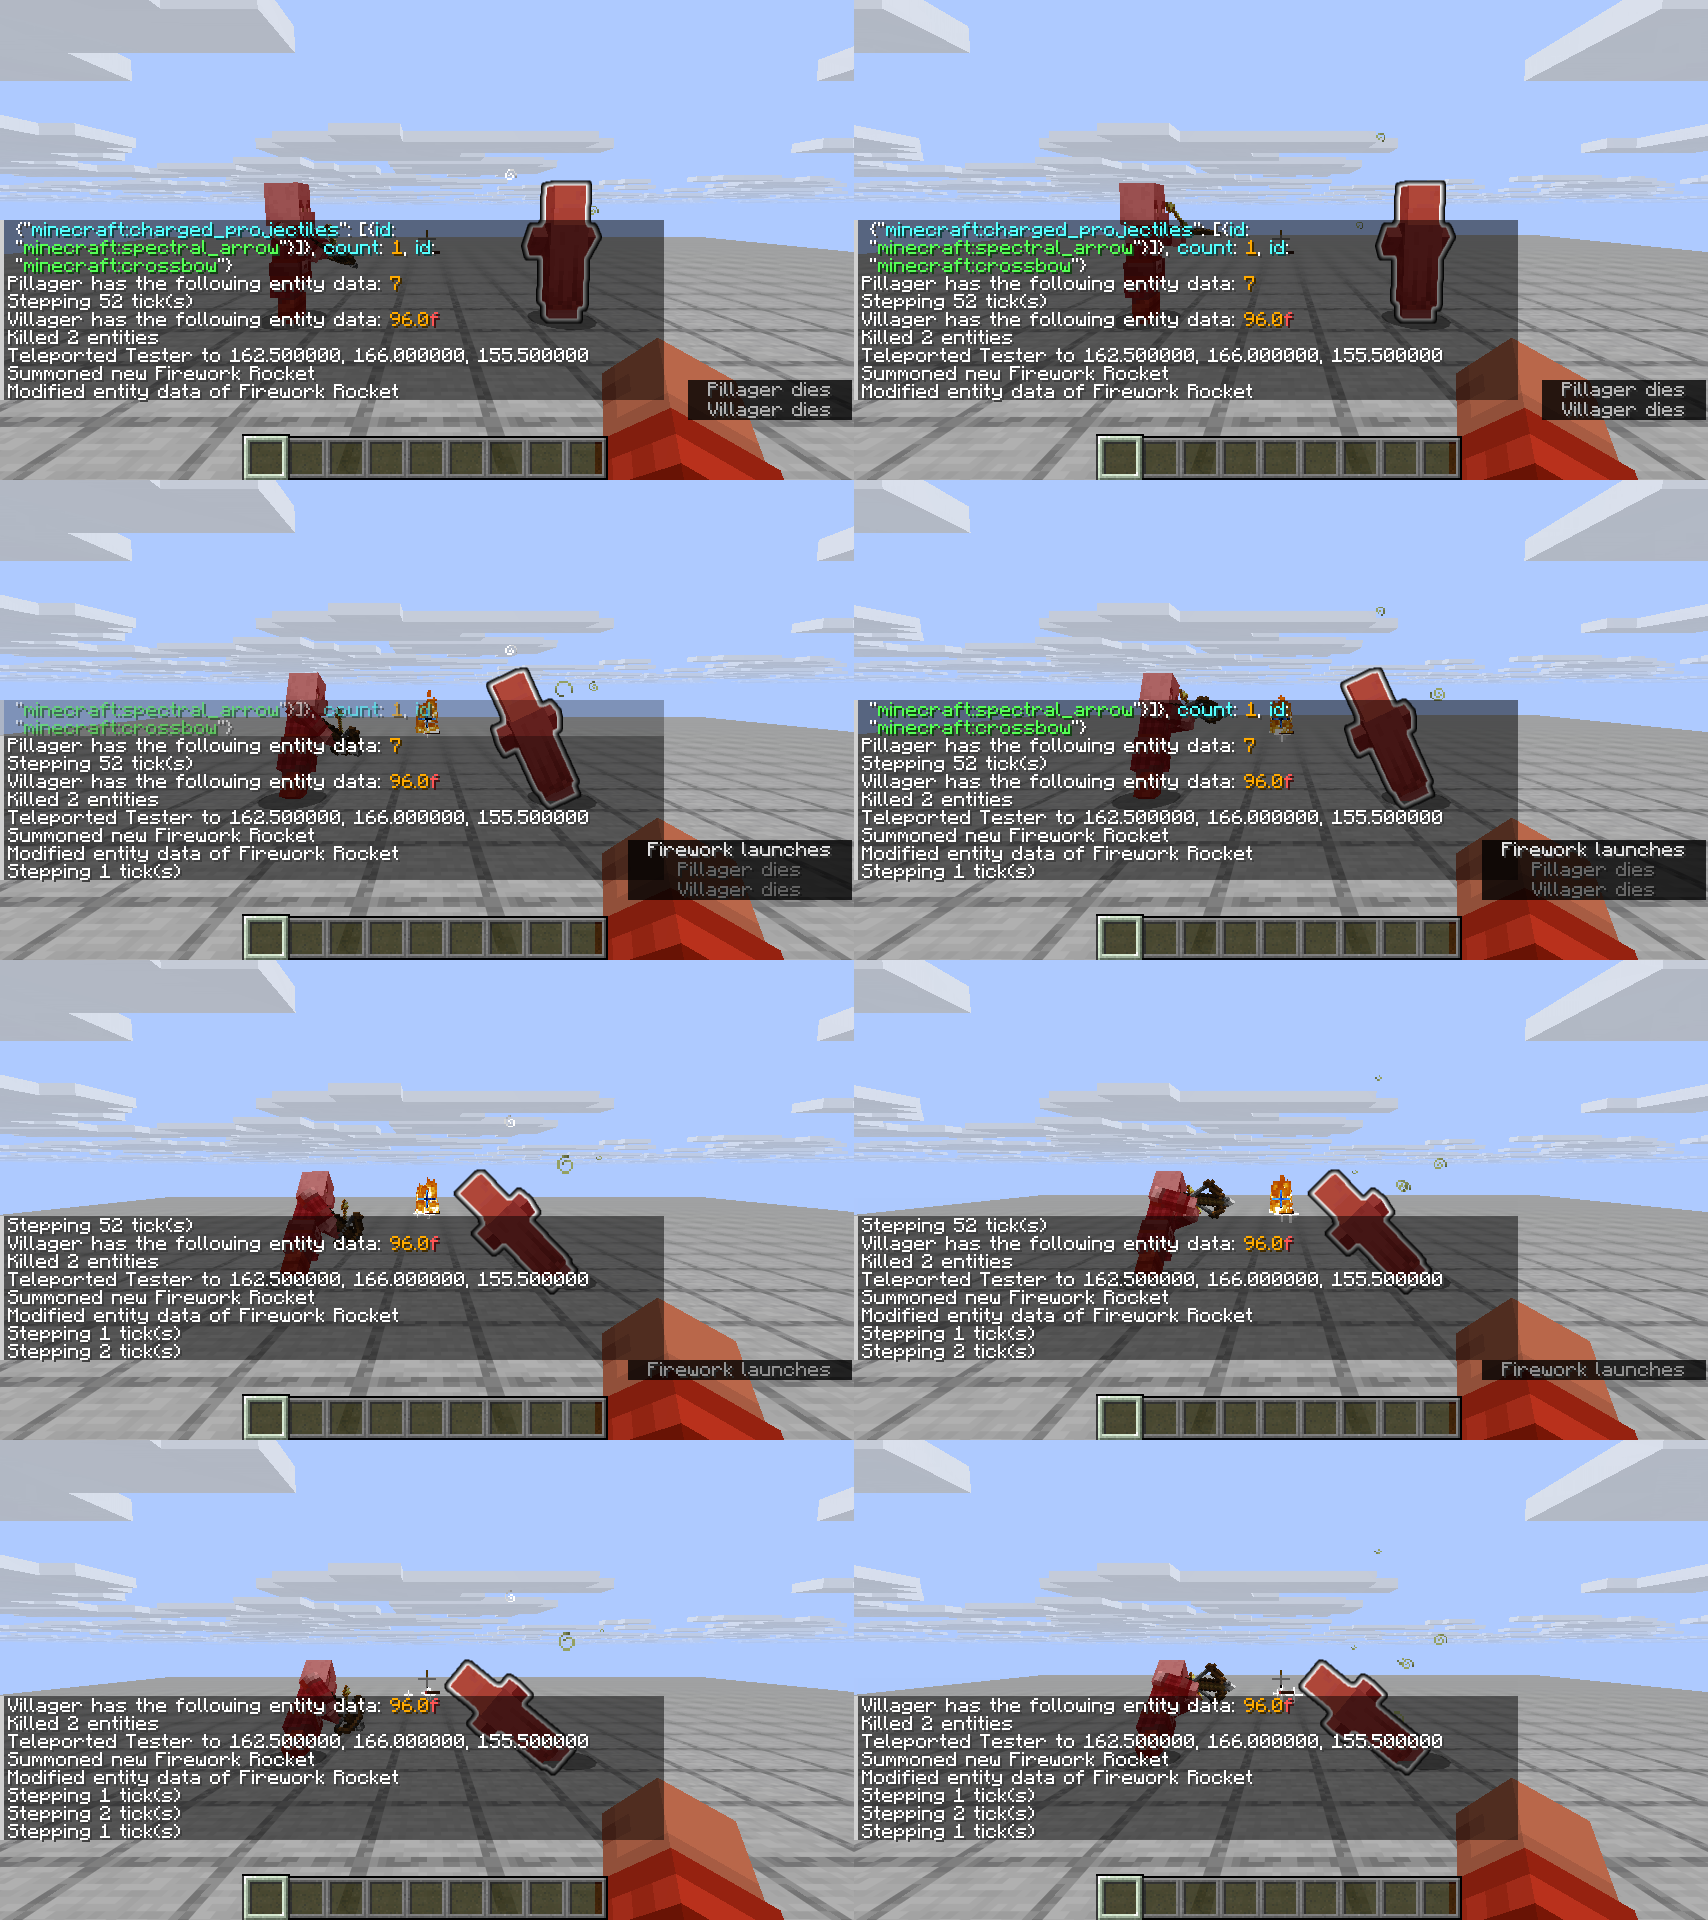 {"minecraft:charged_projectiles": [{id:
"minecraft:spectral_arrow"}]}, count: 1, id:
"minecraft:crossbow"}
Pillager has the following entity data: 7
Stepping 52 tick(s)
Villager has the following entity data: 96.0f
Killed 2 entities
Teleported Tester to 162.500000, 166.000000, 155.500000
Summoned new Firework Rocket
Modified entity data of Firework Rocket
Pillager dies
Villager dies
{"minecraft:charged_projectiles": [{id:
"minecraft:spectral_arrow"}]}, count: 1, id:
"minecraft:crossbow"}
Pillager has the following entity data: 7
Stepping 52 tick(s)
Villager has the following entity data: 96.0f
Killed 2 entities
Teleported Tester to 162.500000, 166.000000, 155.500000
Summoned new Firework Rocket
Modified entity data of Firework Rocket
Pillager dies
Villager dies
"minecraft:spectral_arrow"}]}, count: 1, id:
"minecraft:crossbow"}
Pillager has the following entity data: 7
Stepping 52 tick(s)
Villager has the following entity data: 96.0f
Killed 2 entities
Teleported Tester to 162.500000, 166.000000, 155.500000
Summoned new Firework Rocket
Modified entity data of Firework Rocket
Stepping 1 tick(s)
Firework launches
Pillager dies
Villager dies
"minecraft:spectral_arrow"}]}, count: 1, id:
"minecraft:crossbow"}
Pillager has the following entity data: 7
Stepping 52 tick(s)
Villager has the following entity data: 96.0f
Killed 2 entities
Teleported Tester to 162.500000, 166.000000, 155.500000
Summoned new Firework Rocket
Modified entity data of Firework Rocket
Stepping 1 tick(s)
Firework launches
Pillager dies
Villager dies
Stepping 52 tick(s)
Villager has the following entity data: 96.0f
Killed 2 entities
Teleported Tester to 162.500000, 166.000000, 155.500000
Summoned new Firework Rocket
Modified entity data of Firework Rocket
Stepping 1 tick(s)
Stepping 2 tick(s)
Firework launches
Stepping 52 tick(s)
Villager has the following entity data: 96.0f
Killed 2 entities
Teleported Tester to 162.500000, 166.000000, 155.500000
Summoned new Firework Rocket
Modified entity data of Firework Rocket
Stepping 1 tick(s)
Stepping 2 tick(s)
Firework launches
Villager has the following entity data: 96.0f
Killed 2 entities
Teleported Tester to 162.500000, 166.000000, 155.500000
Summoned new Firework Rocket
Modified entity data of Firework Rocket
Stepping 1 tick(s)
Stepping 2 tick(s)
Stepping 1 tick(s)
Villager has the following entity data: 96.0f
Killed 2 entities
Teleported Tester to 162.500000, 166.000000, 155.500000
Summoned new Firework Rocket
Modified entity data of Firework Rocket
Stepping 1 tick(s)
Stepping 2 tick(s)
Stepping 1 tick(s)